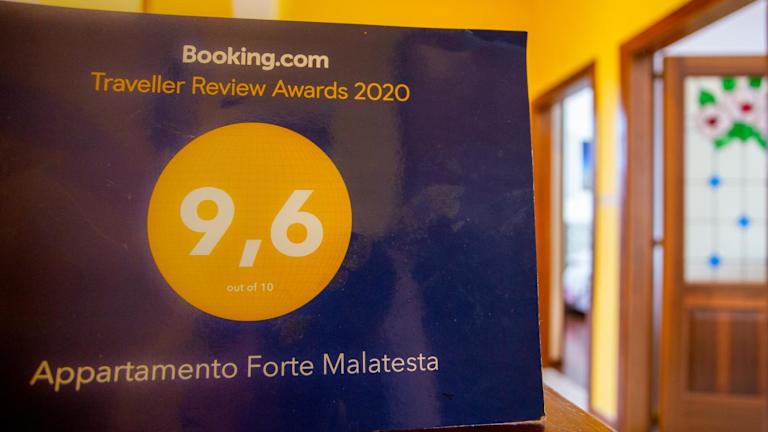 Booking.com
Traveller Review Awards 2020
9,6
out of 10
Appartamento Forte Malatesta